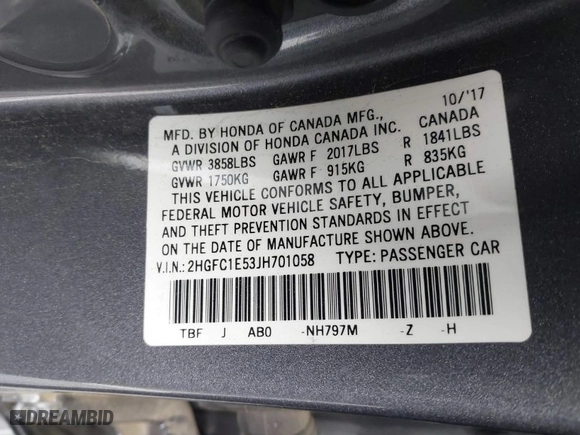 10/'17
MFD. BY HONDA OF CANADA MFG., CANADA
A DIVISION OF HONDA CANADA INC.
GVWR 3858LBS GAWR F 2017LBS R 1841LBS
GVWR 1750KG GAWR F 915KG R 835KG
THIS VEHICLE CONFORMS TO ALL APPLICABLE
FEDERAL MOTOR VEHICLE SAFETY, BUMPER,
AND THEFT PREVENTION STANDARDS IN EFFECT
ON THE DATE OF MANUFACTURE SHOWN ABOVE.
V.I.N.: 2HGFC1E53JH701058 TYPE: PASSENGER CAR
TBF J AB0 -NH797M -Z -H
DREAMBID